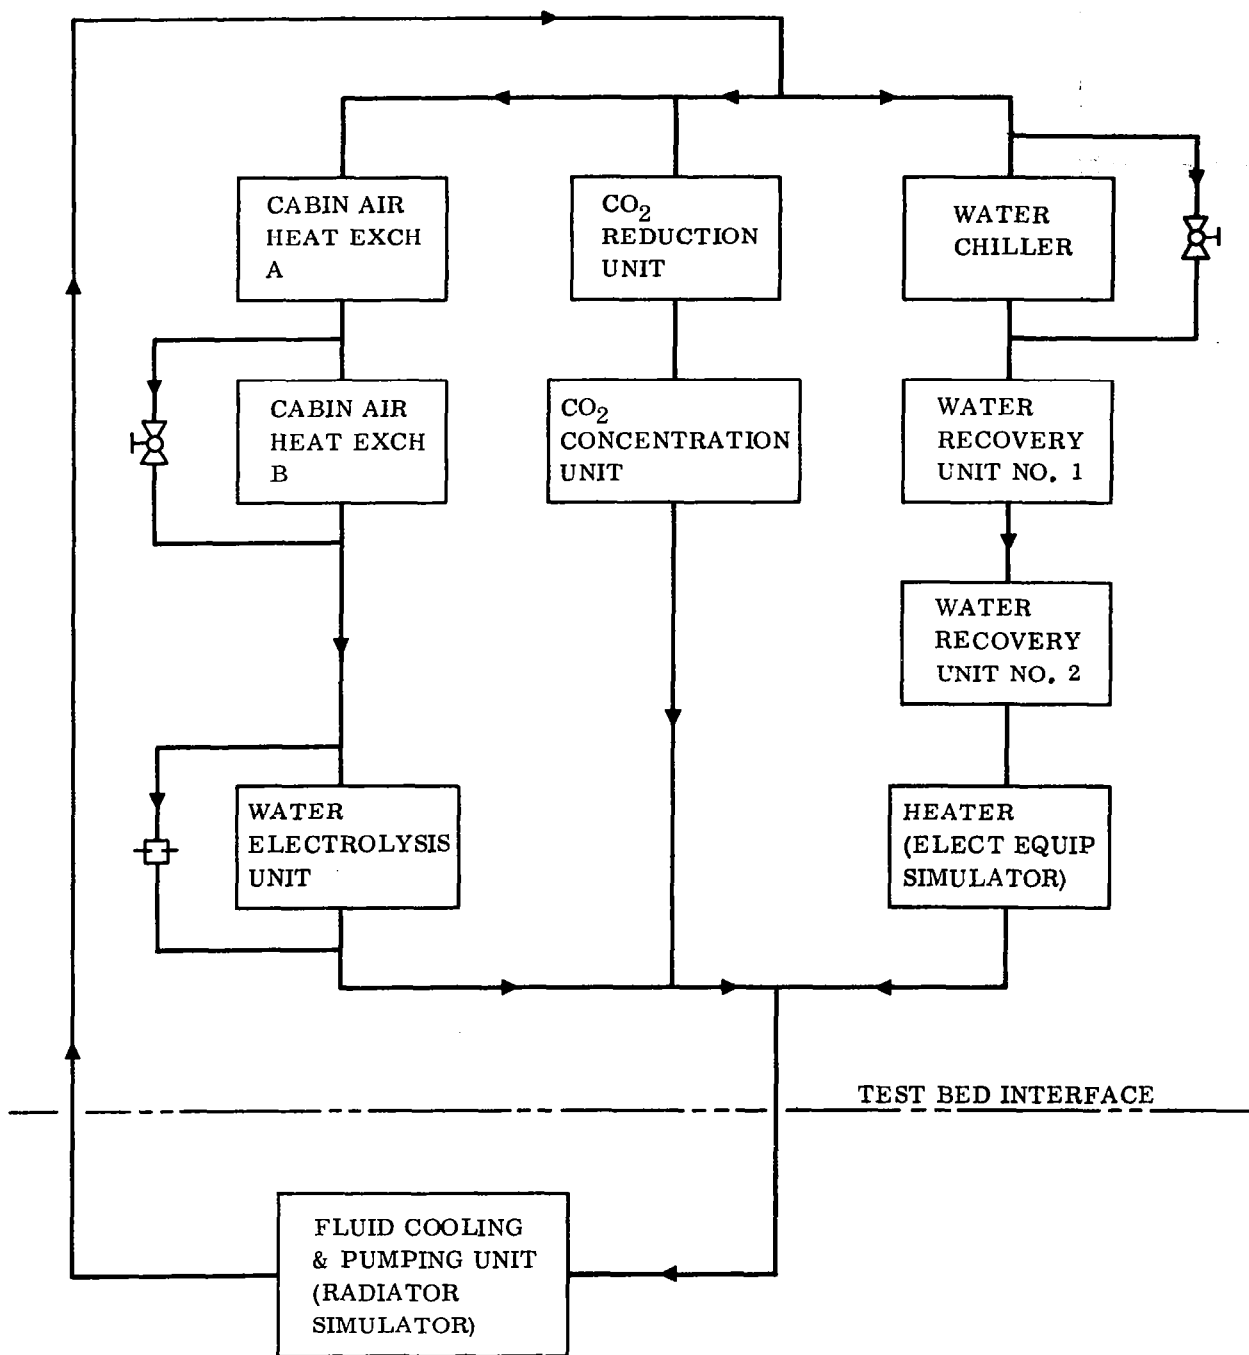 CABIN AIR
HEAT EXCH
A
CO2
REDUCTION
UNIT
WATER
CHILLER
CABIN AIR
HEAT EXCH
B
CO2
CONCENTRATION
UNIT
WATER
RECOVERY
UNIT NO. 1
WATER
RECOVERY
UNIT NO. 2
WATER
ELECTROLYSIS
UNIT
HEATER
(ELECT EQUIP
SIMULATOR)
TEST BED INTERFACE
FLUID COOLING
& PUMPING UNIT
(RADIATOR
SIMULATOR)